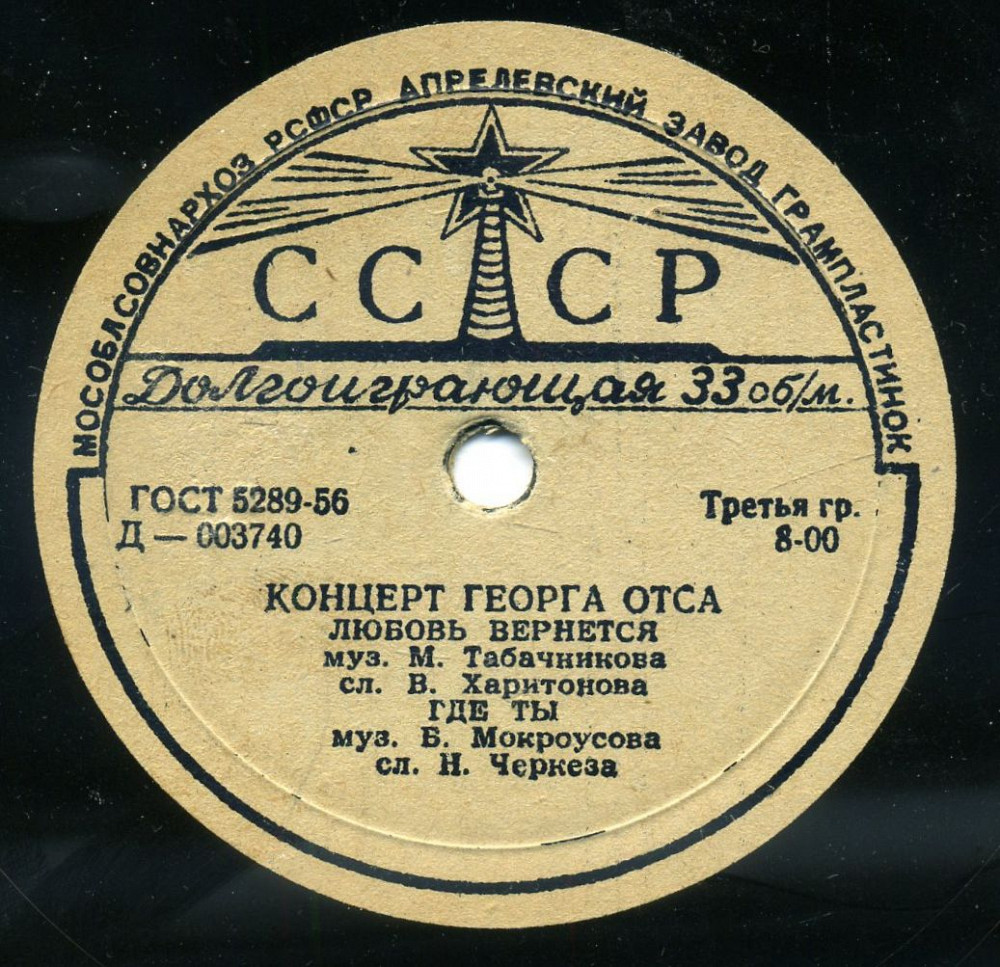 МОСОБЛСОВНАРХОЗ РСФСР АПРЕЛЕВСКИЙ ЗАВОД ГРАМПЛАСТИНОК
СССР
Долгоиграющая 33 об/м.
ГОСТ 5289-56
Д — 003740
Третья гр.
8-00
КОНЦЕРТ ГЕОРГА ОТСА
ЛЮБОВЬ ВЕРНЕТСЯ
муз. М. Табачникова
сл. В. Харитонова
ГДЕ ТЫ
муз. Б. Мокроусова
сл. Н. Черкеза